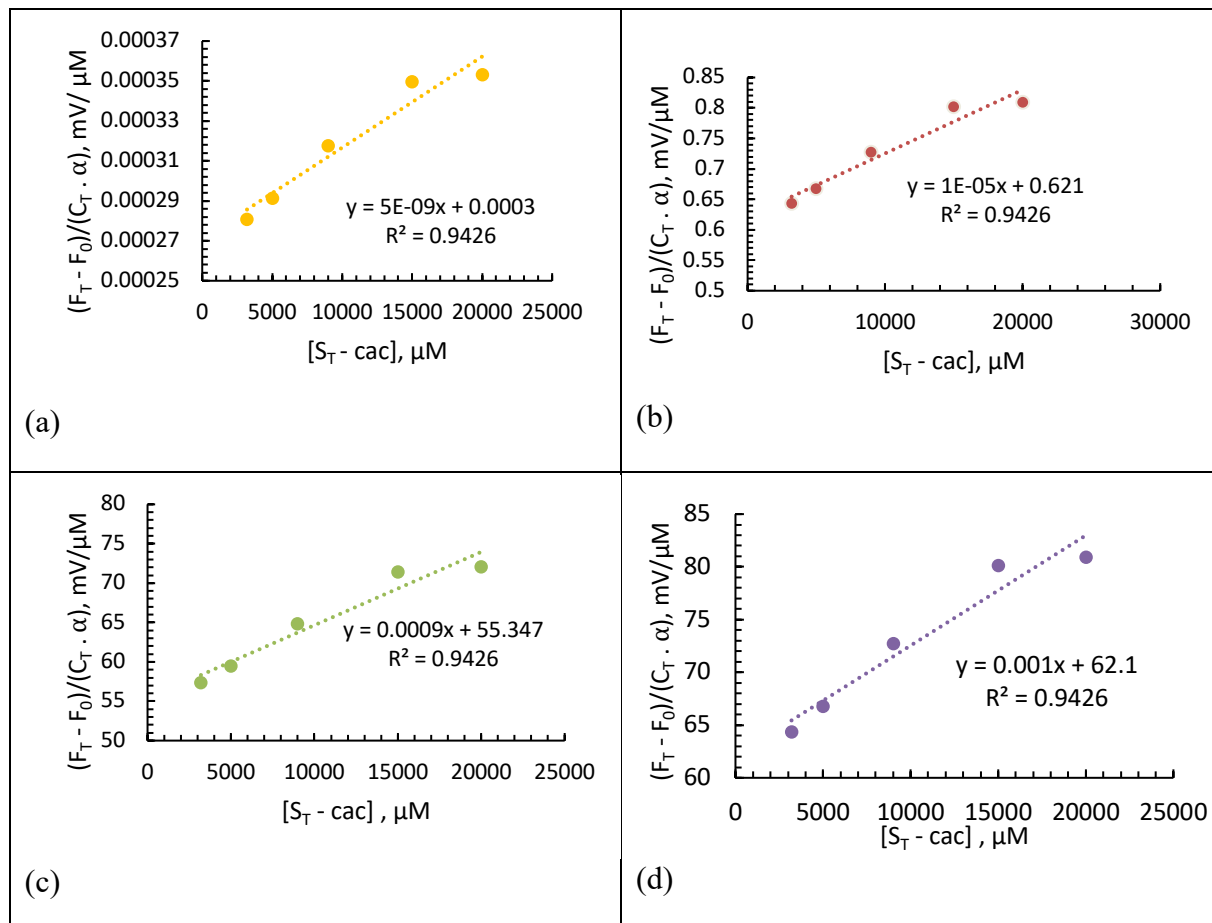 (F_T - F_0)/(C_T . α), mV/ μM
0.00037
0.00035
0.00033
0.00031
0.00029
0.00027
0.00025
y = 5E-09x + 0.0003
R² = 0.9426
0 5000 10000 15000 20000 25000
[S_T - cac], μM
(a)
(F_T - F_0)/(C_T . α), mV/μM
0.85
0.8
0.75
0.7
0.65
0.6
0.55
0.5
y = 1E-05x + 0.621
R² = 0.9426
0 10000 20000 30000
[S_T - cac], μM
(b)
(F_T - F_0)/(C_T . α), mV/μM
80
75
70
65
60
55
50
y = 0.0009x + 55.347
R² = 0.9426
0 5000 10000 15000 20000 25000
[S_T - cac] , μM
(c)
(F_T - F_0)/(C_T . α), mV/μM
85
80
75
70
65
60
y = 0.001x + 62.1
R² = 0.9426
0 5000 10000 15000 20000 25000
[S_T - cac] , μM
(d)